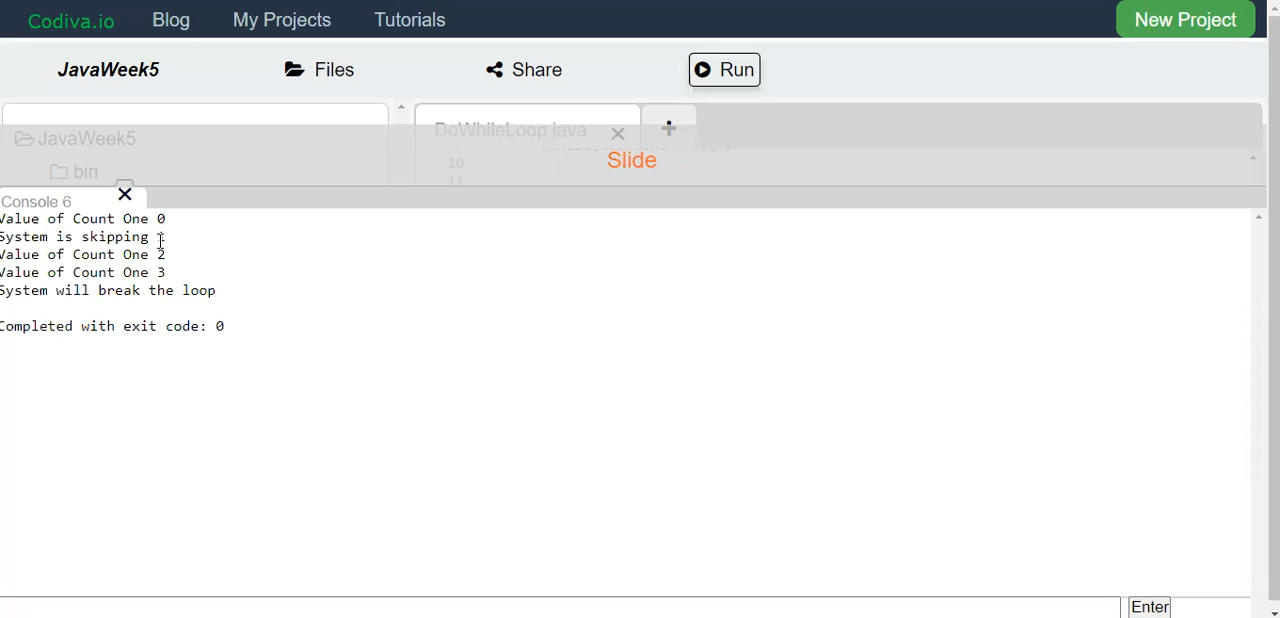 Codiva.io Blog My Projects Tutorials New Project
JavaWeek5 Files Share Run
JavaWeek5 DoWhileLoop.java
10
Slide
bin
11
Console 6
Value of Count One 0
System is skipping
Value of Count One 2
Value of Count One 3
System will break the loop
Completed with exit code: 0
Enter